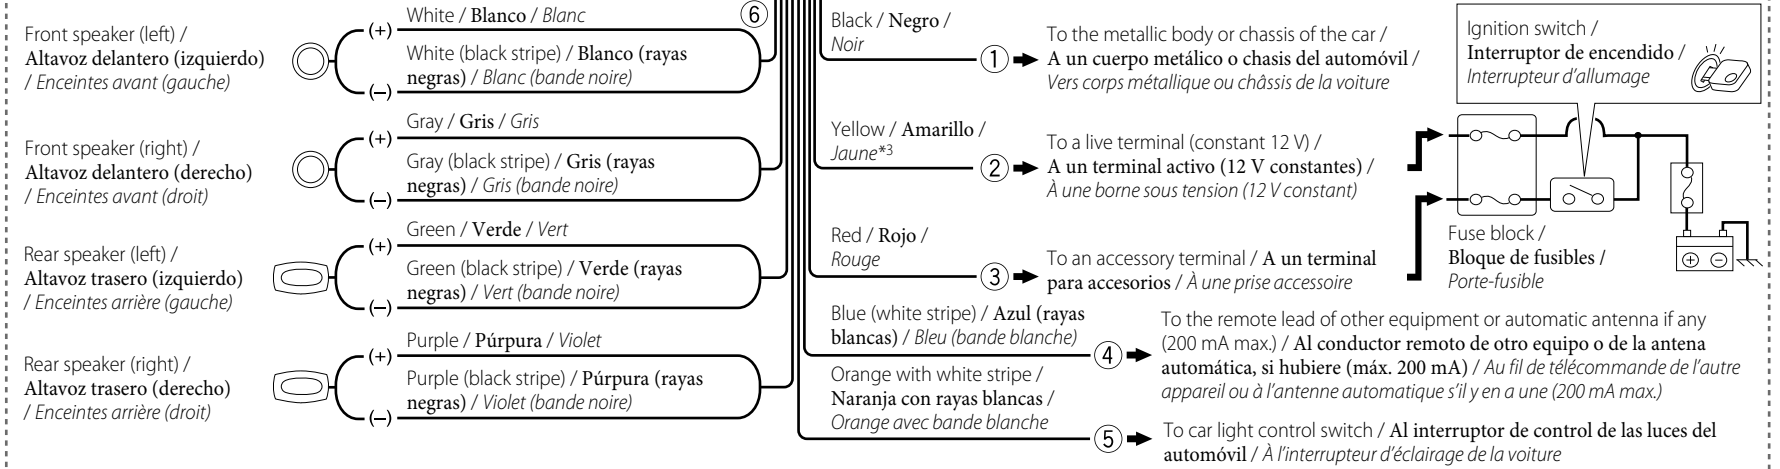 Front speaker (left) /
Altavoz delantero (izquierdo)
/ Enceintes avant (gauche)
(+)
White / Blanco / Blanc
White (black stripe) / Blanco (rayas
negras) / Blanc (bande noire)
(–)
6
Front speaker (right) /
Altavoz delantero (derecho)
/ Enceintes avant (droit)
(+)
Gray / Gris / Gris
Gray (black stripe) / Gris (rayas
negras) / Gris (bande noire)
(–)
Rear speaker (left) /
Altavoz trasero (izquierdo)
/ Enceintes arrière (gauche)
(+)
Green / Verde / Vert
Green (black stripe) / Verde (rayas
negras) / Vert (bande noire)
(–)
Rear speaker (right) /
Altavoz trasero (derecho)
/ Enceintes arrière (droit)
(+)
Purple / Púrpura / Violet
Purple (black stripe) / Púrpura (rayas
negras) / Violet (bande noire)
(–)
Black / Negro /
Noir
1
To the metallic body or chassis of the car /
A un cuerpo metálico o chasis del automóvil /
Vers corps métallique ou châssis de la voiture
Yellow / Amarillo /
Jaune*3
2
To a live terminal (constant 12 V) /
A un terminal activo (12 V constantes) /
À une borne sous tension (12 V constant)
Red / Rojo /
Rouge
3
To an accessory terminal / A un terminal
para accesorios / À une prise accessoire
Ignition switch /
Interruptor de encendido /
Interrupteur d'allumage
Fuse block /
Bloque de fusibles /
Porte-fusible
+ –
Blue (white stripe) / Azul (rayas
blancas) / Bleu (bande blanche)
4
To the remote lead of other equipment or automatic antenna if any
(200 mA max.) / Al conductor remoto de otro equipo o de la antena
automática, si hubiere (máx. 200 mA) / Au fil de télécommande de l'autre
appareil ou à l'antenne automatique s'il y en a une (200 mA max.)
Orange with white stripe /
Naranja con rayas blancas /
Orange avec bande blanche
5
To car light control switch / Al interruptor de control de las luces del
automóvil / À l'interrupteur d'éclairage de la voiture